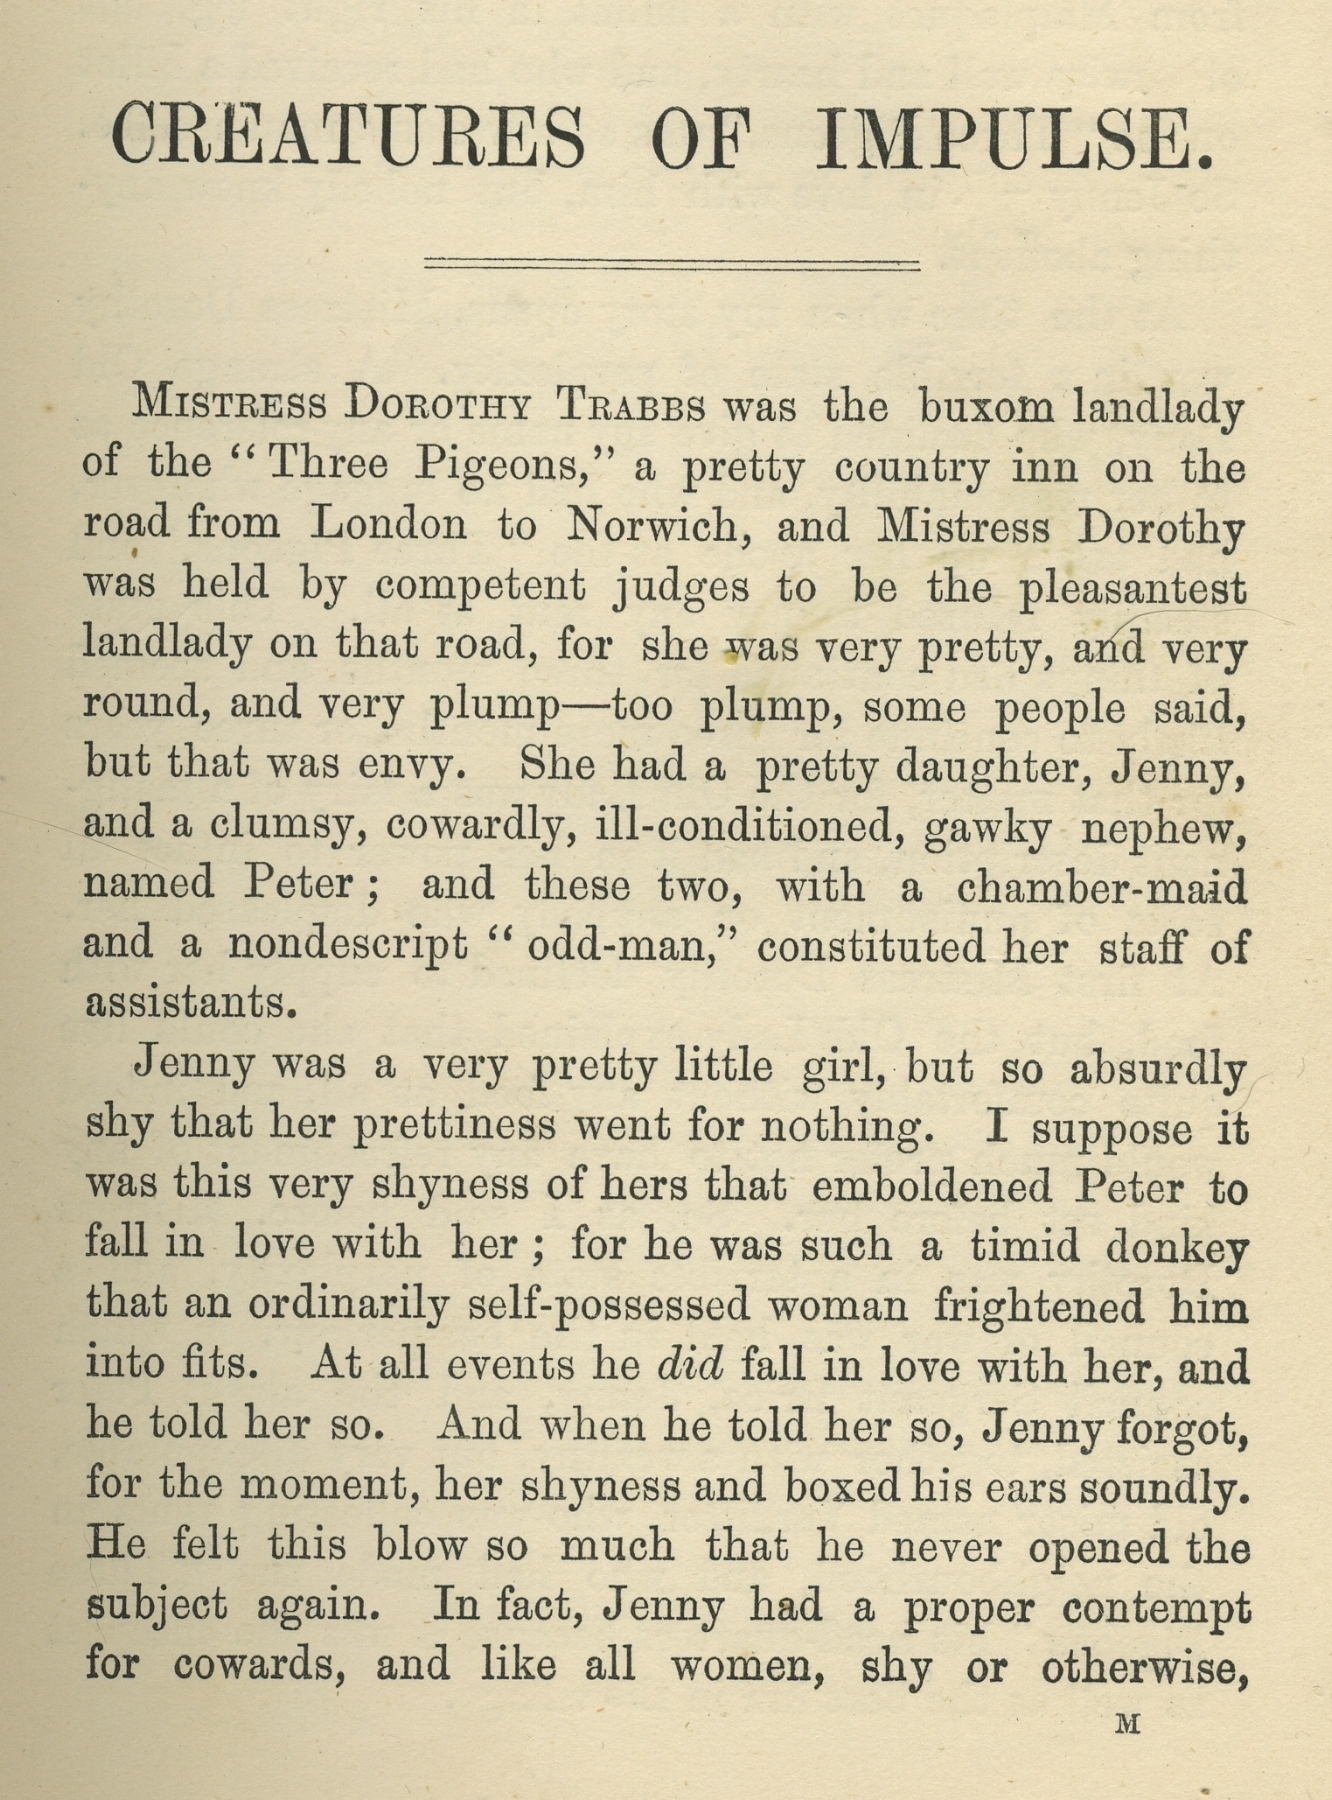 CREATURES OF IMPULSE.
MISTRESS DOROTHY TRABBS was the buxom landlady
of the “Three Pigeons,” a pretty country inn on the
road from London to Norwich, and Mistress Dorothy
was held by competent judges to be the pleasantest
landlady on that road, for she was very pretty, and very
round, and very plump—too plump, some people said,
but that was envy. She had a pretty daughter, Jenny,
and a clumsy, cowardly, ill-conditioned, gawky nephew,
named Peter ; and these two, with a chamber-maid
and a nondescript “ odd-man,” constituted her staff of
assistants.
Jenny was a very pretty little girl, but so absurdly
shy that her prettiness went for nothing. I suppose it
was this very shyness of hers that emboldened Peter to
fall in love with her ; for he was such a timid donkey
that an ordinarily self-possessed woman frightened him
into fits. At all events he did fall in love with her, and
he told her so. And when he told her so, Jenny forgot,
for the moment, her shyness and boxed his ears soundly.
He felt this blow so much that he never opened the
subject again. In fact, Jenny had a proper contempt
for cowards, and like all women, shy or otherwise,
M